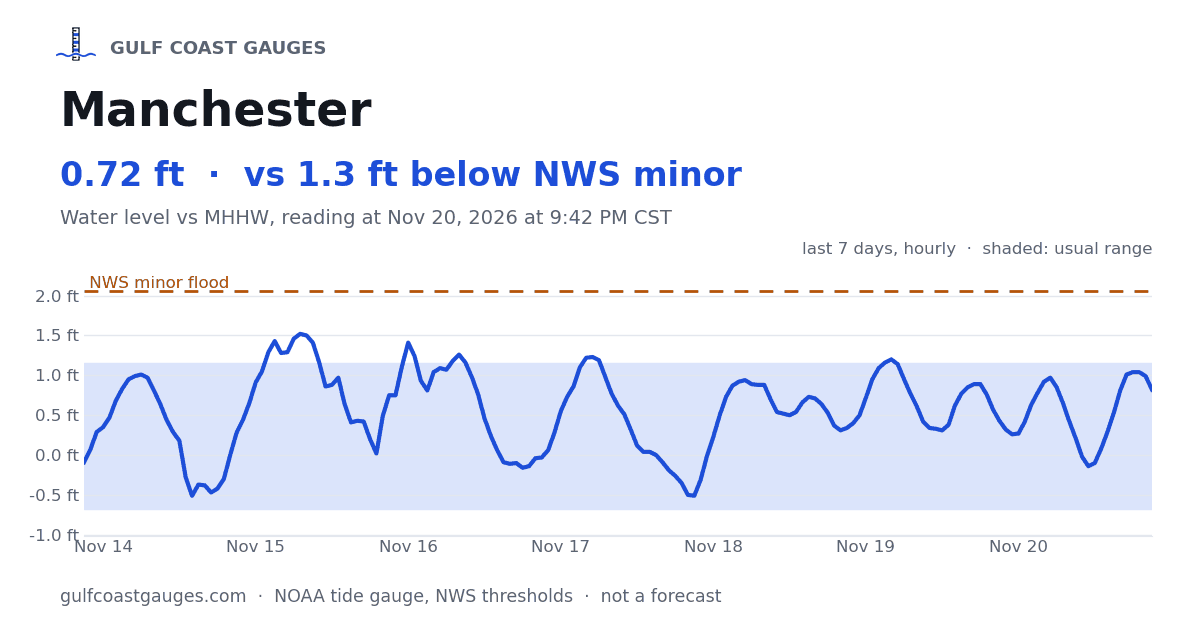 GULF COAST GAUGES
Manchester
0.72 ft · vs 1.3 ft below NWS minor
Water level vs MHHW, reading at Nov 20, 2026 at 9:42 PM CST
last 7 days, hourly · shaded: usual range
NWS minor flood
2.0 ft
1.5 ft
1.0 ft
0.5 ft
0.0 ft
-0.5 ft
-1.0 ft
Nov 14 Nov 15 Nov 16 Nov 17 Nov 18 Nov 19 Nov 20
gulfcoastgauges.com · NOAA tide gauge, NWS thresholds · not a forecast